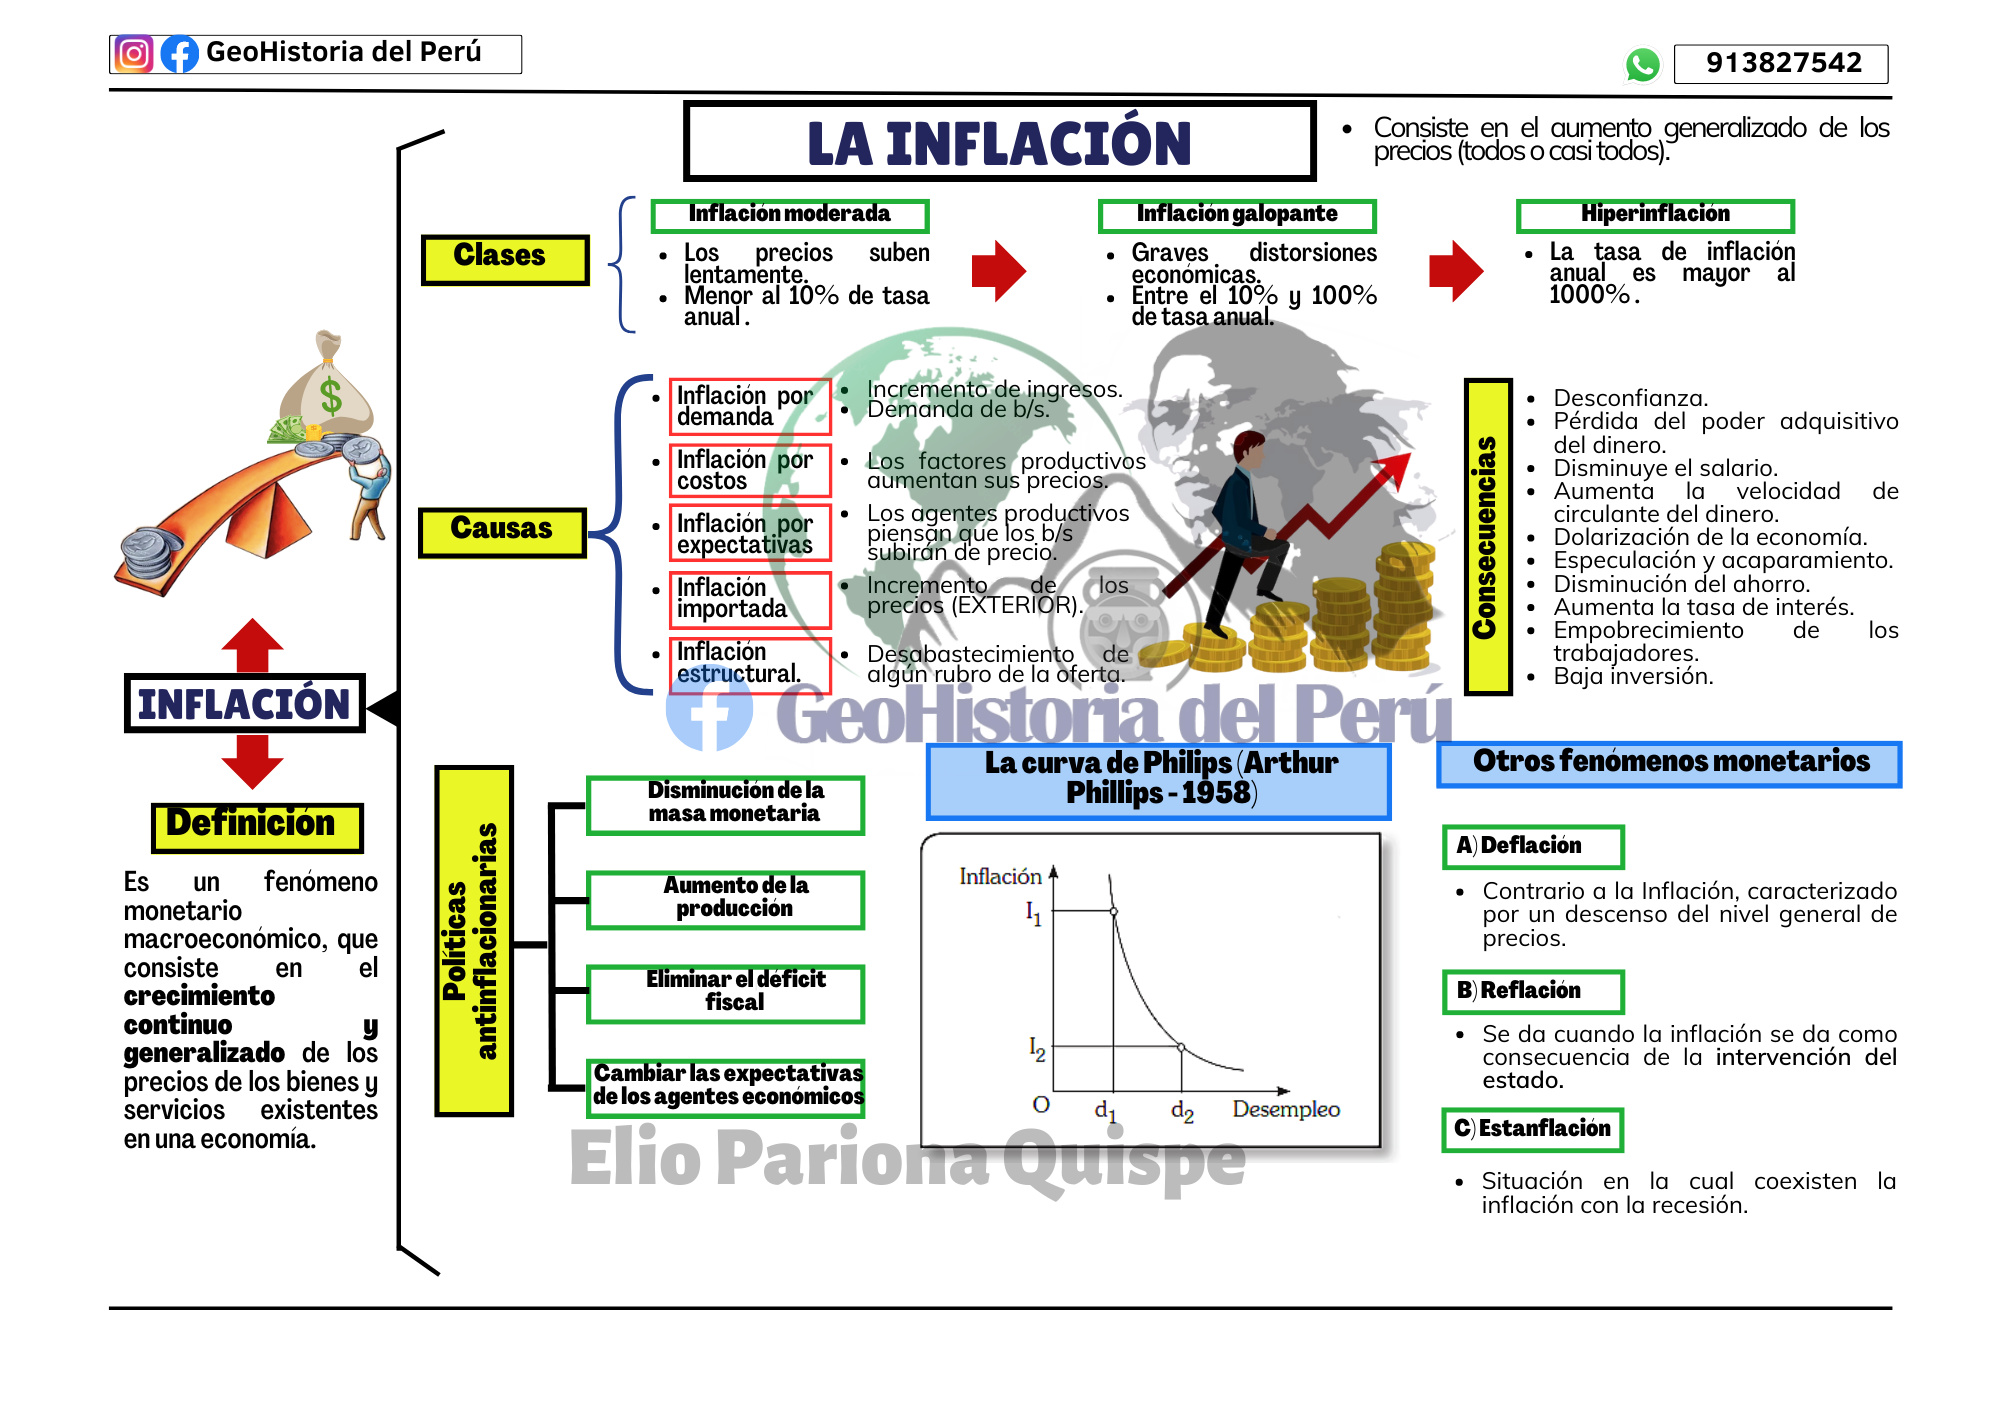 GeoHistoria del Perú
913827542
LA INFLACIÓN
Consiste en el aumento generalizado de los
precios (todos o casi todos).
Clases
Inflación moderada
Los precios suben
lentamente.
Menor al 10% de tasa
anual .
Inflación galopante
Graves distorsiones
económicas.
Entre el 10% y 100%
de tasa anual.
Hiperinflación
La tasa de inflación
anual es mayor al
1000% .
Causas
Inflación por
demanda
Incremento de ingresos.
Demanda de b/s.
Inflación por
costos
Los factores productivos
aumentan sus precios.
Inflación por
expectativas
Los agentes productivos
piensan que los b/s
subirán de precio.
Inflación
importada
Incremento de los
precios (EXTERIOR).
Inflación
estructural.
Desabastecimiento de
algún rubro de la oferta.
Consecuencias
Desconfianza.
Pérdida del poder adquisitivo
del dinero.
Disminuye el salario.
Aumenta la velocidad de
circulante del dinero.
Dolarización de la economía.
Especulación y acaparamiento.
Disminución del ahorro.
Aumenta la tasa de interés.
Empobrecimiento de los
trabajadores.
Baja inversión.
$
INFLACIÓN
Definición
Es un fenómeno
monetario
macroeconómico, que
consiste en el
crecimiento
continuo y
generalizado de los
precios de los bienes y
servicios existentes
en una economía.
GeoHistoria del Perú
Políticas
antinflacionarias
Disminución de la
masa monetaria
Aumento de la
producción
Eliminar el déficit
fiscal
Cambiar las expectativas
de los agentes económicos
La curva de Philips (Arthur
Phillips - 1958)
Inflación
I1
I2
O
d1
d2
Desempleo
Otros fenómenos monetarios
A) Deflación
Contrario a la Inflación, caracterizado
por un descenso del nivel general de
precios.
B) Reflación
Se da cuando la inflación se da como
consecuencia de la intervención del
estado.
C) Estanflación
Situación en la cual coexisten la
inflación con la recesión.
Elio Pariona Quispe